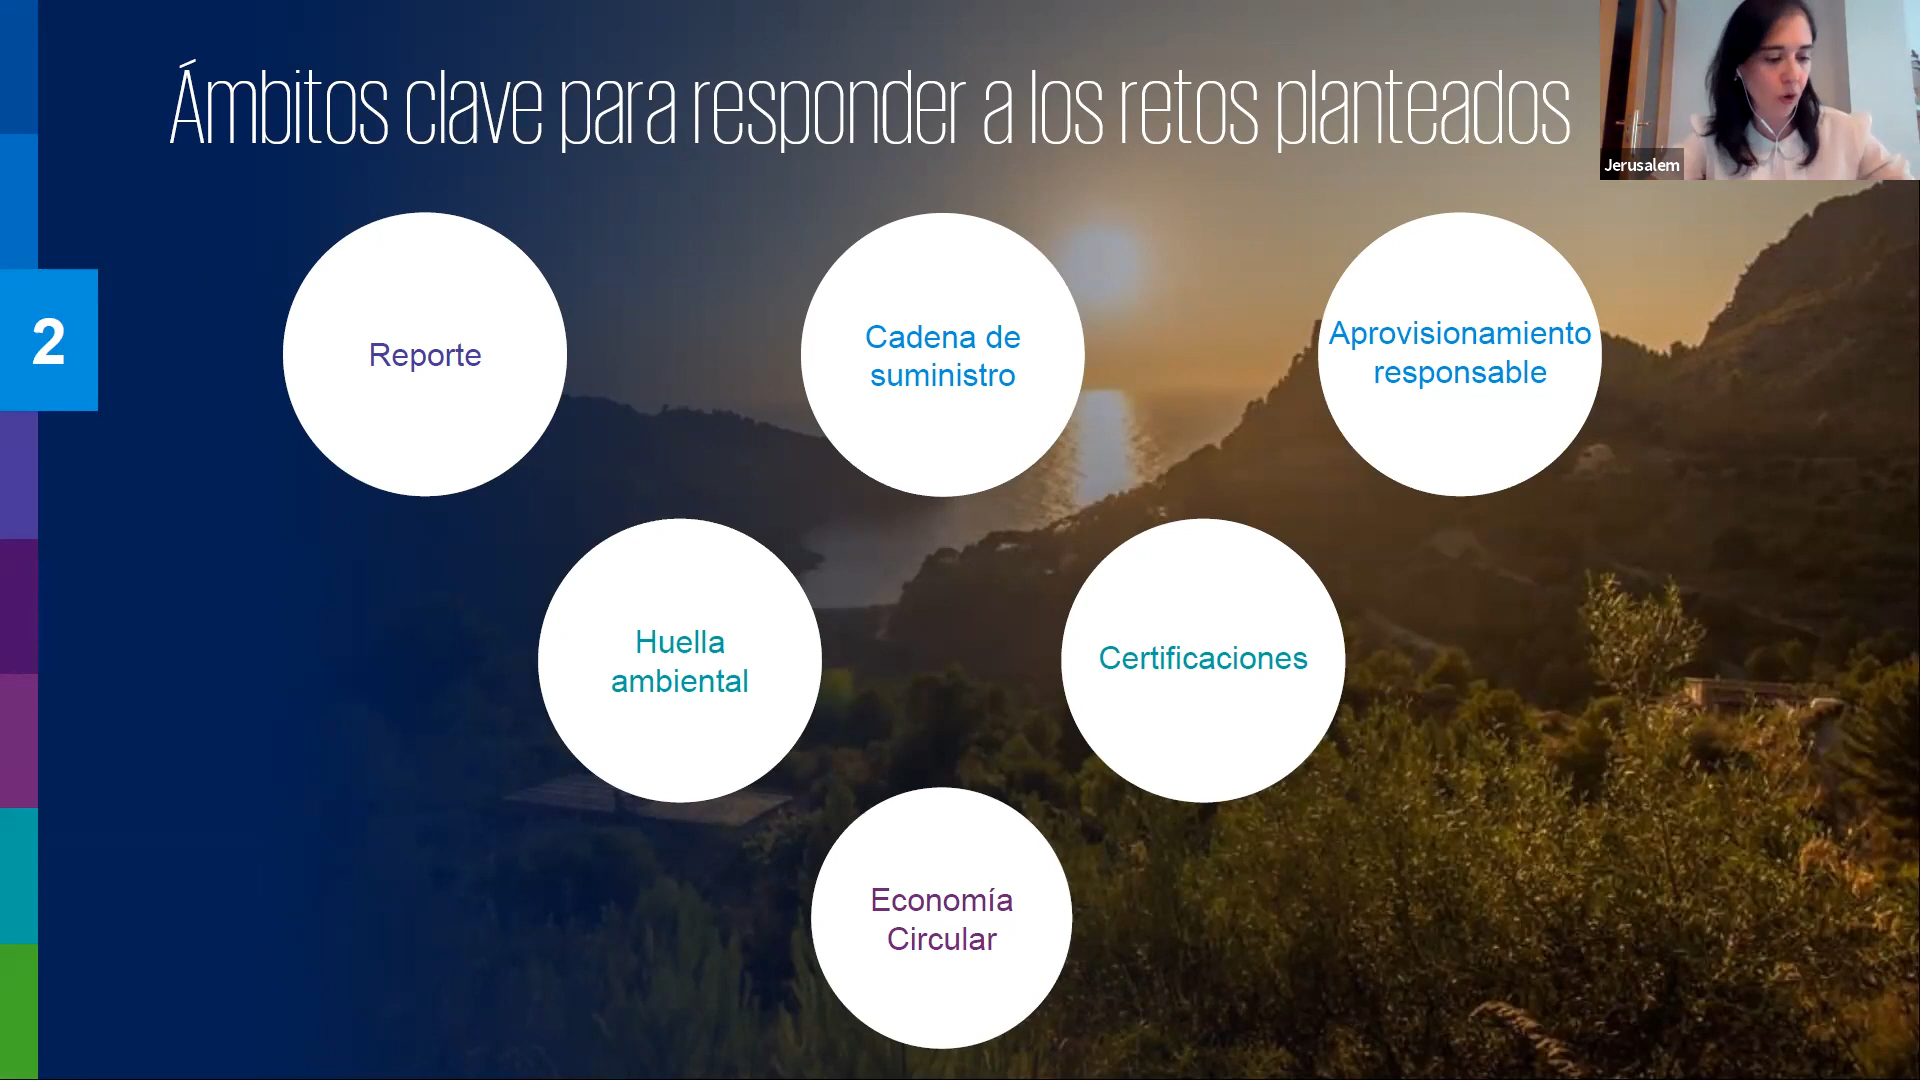 Ámbitos clave para responder a los retos planteados
Jerusalem
2
Reporte
Cadena de
suministro
Aprovisionamiento
responsable
Huella
ambiental
Certificaciones
Economía
Circular